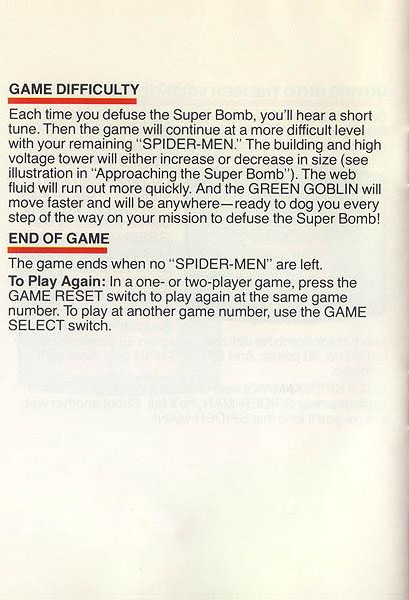 GAME DIFFICULTY
Each time you defuse the Super Bomb, you'll hear a short
tune. Then the game will continue at a more difficult level
with your remaining "SPIDER-MEN." The building and high
voltage tower will either increase or decrease in size (see
illustration in "Approaching the Super Bomb"). The web
fluid will run out more quickly. And the GREEN GOBLIN will
move faster and will be anywhere—ready to dog you every
step of the way on your mission to defuse the Super Bomb!
END OF GAME
The game ends when no "SPIDER-MEN" are left.
To Play Again: In a one- or two-player game, press the
GAME RESET switch to play again at the same game
number. To play at another game number, use the GAME
SELECT switch.